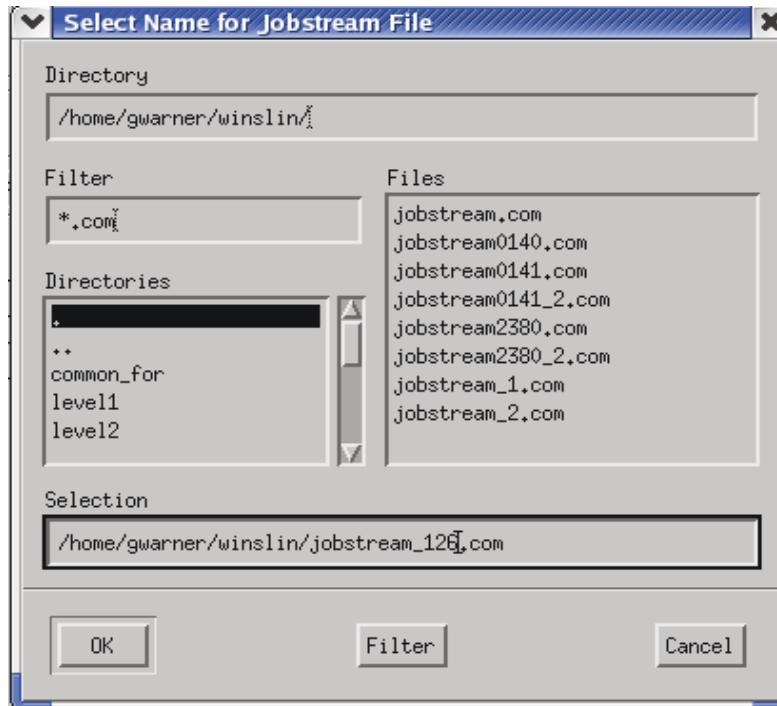 Select Name for Jobstream File
Directory
/home/gwarner/winslin/
Filter
*.com
Files
jobstream.com
jobstream0140.com
jobstream0141.com
jobstream0141_2.com
jobstream2380.com
jobstream2380_2.com
jobstream_1.com
jobstream_2.com
Directories
.
..
common_for
level1
level2
Selection
/home/gwarner/winslin/jobstream_126.com
OK
Filter
Cancel